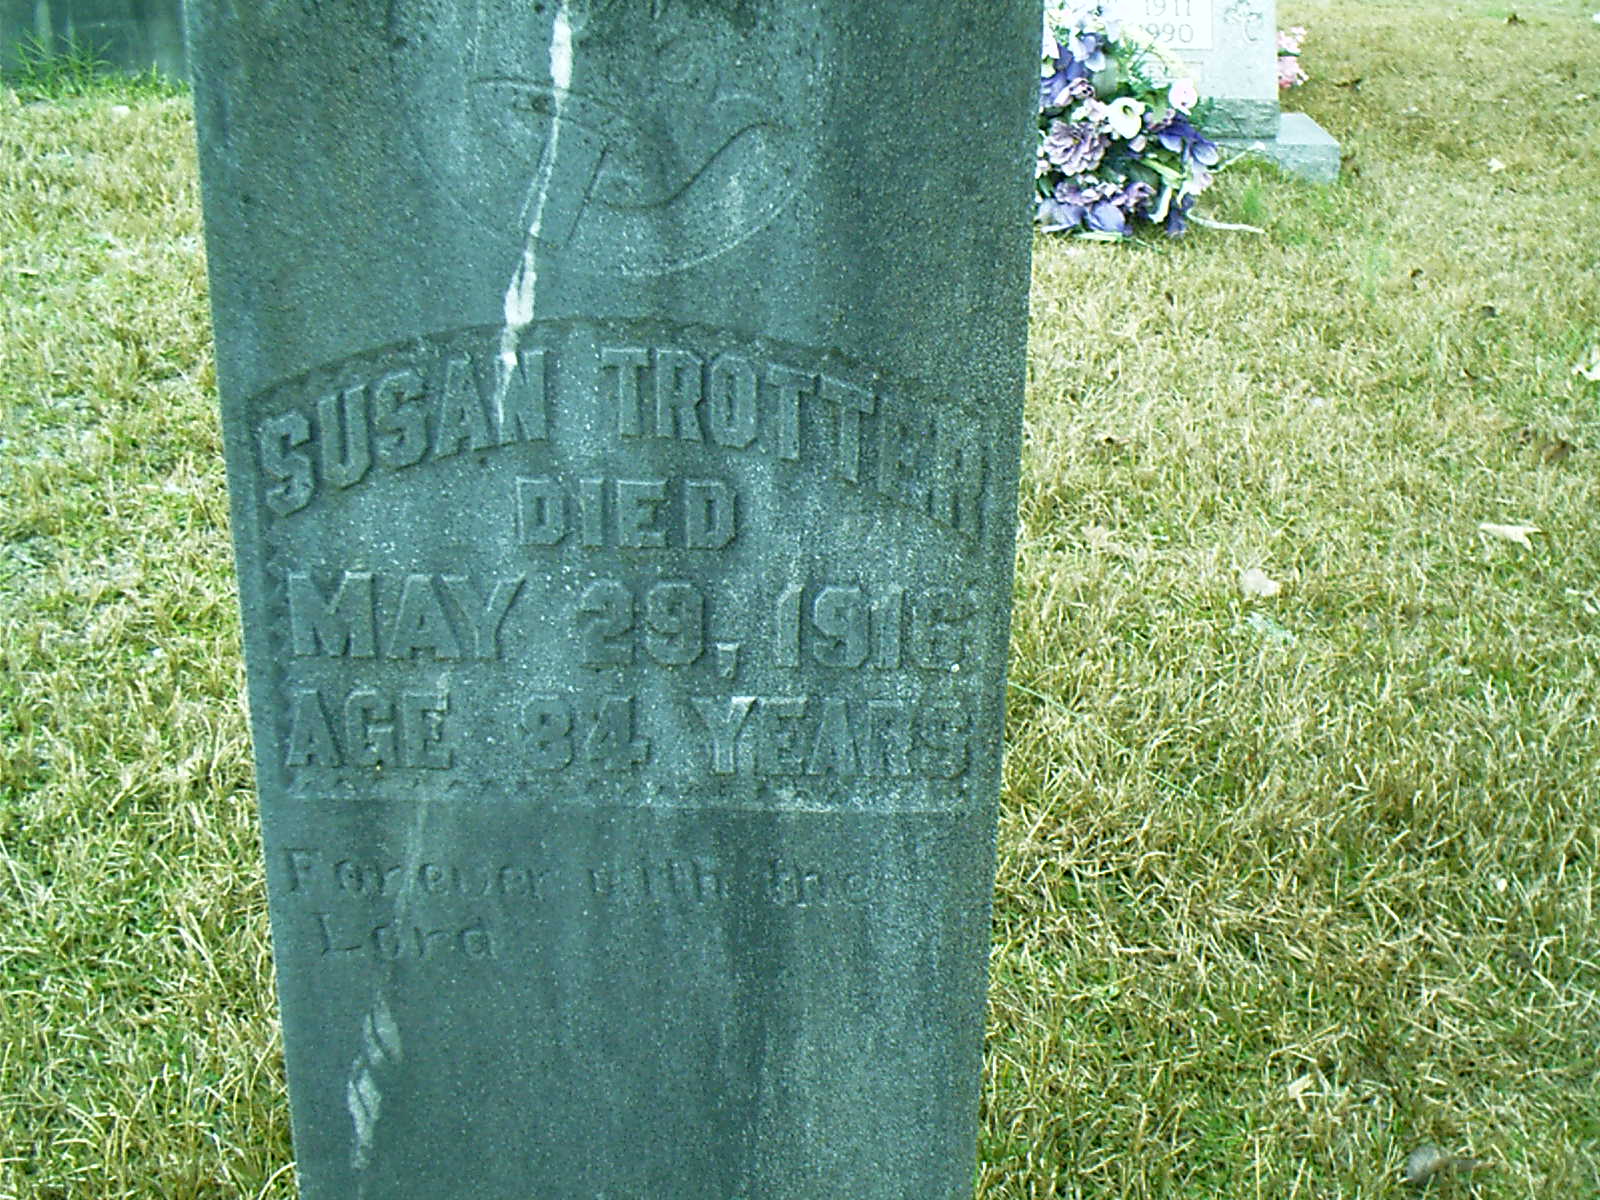 1911
1990
SUSAN TROTTER
DIED
MAY 29, 1916
AGE 84 YEARS
Forever with the
Lord